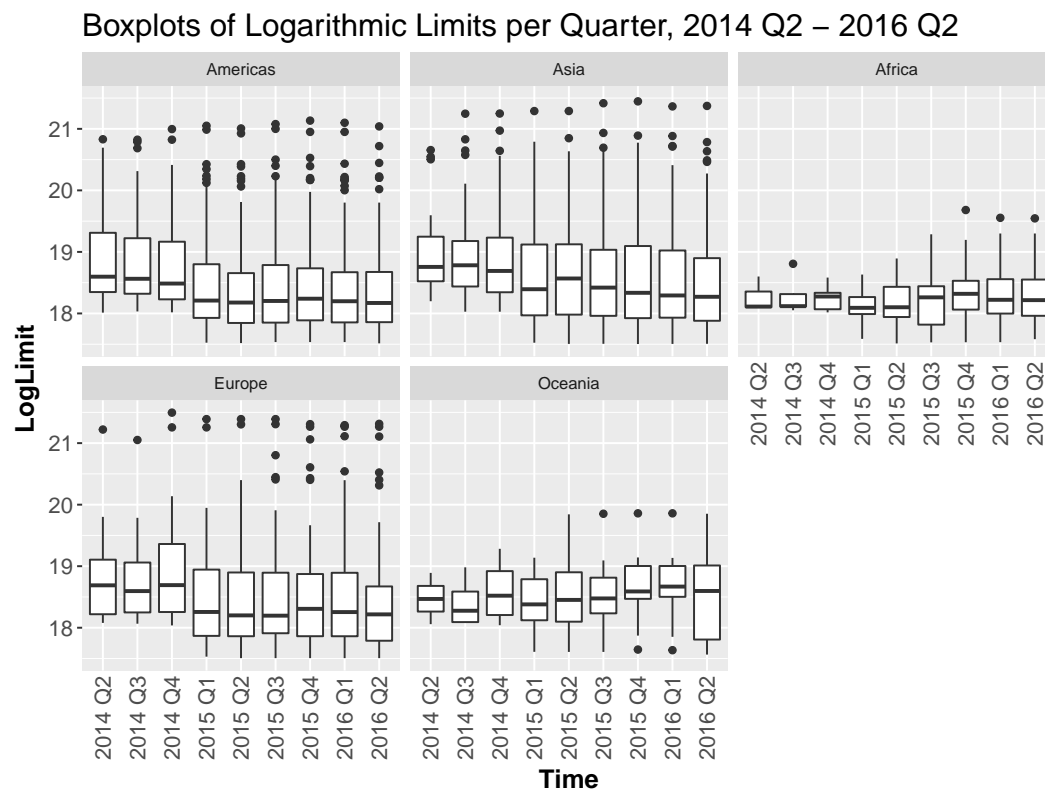 Boxplots of Logarithmic Limits per Quarter, 2014 Q2 – 2016 Q2
Americas
Asia
Africa
21
20
19
18
2014 Q2
2014 Q3
2014 Q4
2015 Q1
2015 Q2
2015 Q3
2015 Q4
2016 Q1
2016 Q2
LogLimit
Europe
Oceania
21
20
19
18
2014 Q2
2014 Q3
2014 Q4
2015 Q1
2015 Q2
2015 Q3
2015 Q4
2016 Q1
2016 Q2
2014 Q2
2014 Q3
2014 Q4
2015 Q1
2015 Q2
2015 Q3
2015 Q4
2016 Q1
2016 Q2
Time